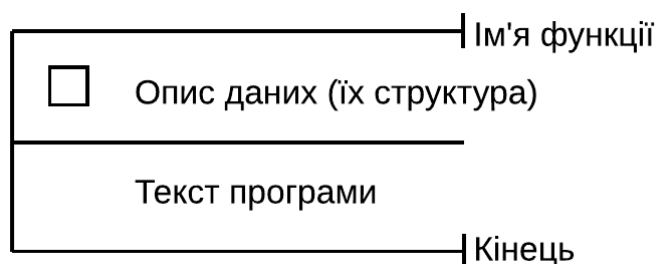 Ім'я функції
Опис даних (їх структура)
Текст програми
Кінець